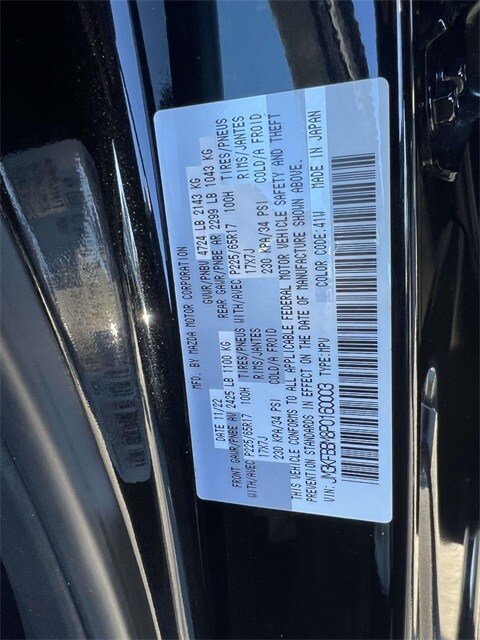 MFD. BY MAZDA MOTOR CORPORATION
DATE 11/22 GVWR/PNBV 4724 LB 2143 KG
FRONT GAWR/PNBE AV 2425 LB 1100 KG REAR GAWR/PNBE AR 2299 LB 1043 KG
WITH/AVEC P225/65R17 100H TIRES/PNEUS WITH/AVEC P225/65R17 100H TIRES/PNEUS
17X7J RIMS/JANTES 17X7J RIMS/JANTES
230 KPA/34 PSI COLD/A FROID 230 KPA/34 PSI COLD/A FROID
THIS VEHICLE CONFORMS TO ALL APPLICABLE FEDERAL MOTOR VEHICLE SAFETY AND THEFT
PREVENTION STANDARDS IN EFFECT ON THE DATE OF MANUFACTURE SHOWN ABOVE.
VIN: TYPE:MPV COLOR CODE:41W MADE IN JAPAN